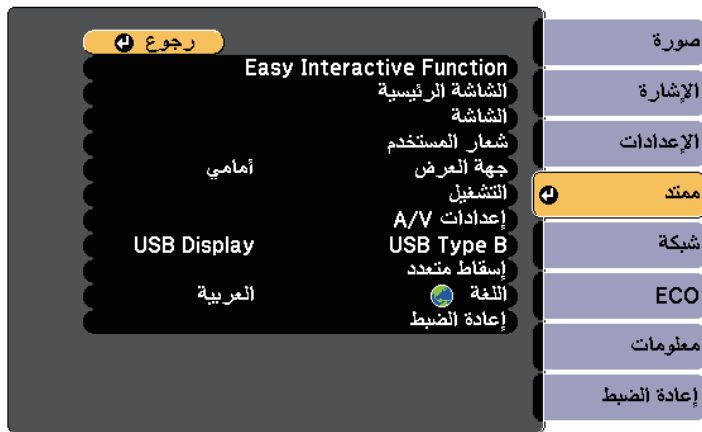 صورة
الإشارة
الإعدادات
ممتد
شبكة
ECO
معلومات
إعادة الضبط
رجوع
Easy Interactive Function
الشاشة الرئيسية
الشاشة
شعار المستخدم
جهة العرض أمامي
التشغيل
إعدادات A/V
USB Type B USB Display
إسقاط متعدد
اللغة العربية
إعادة الضبط